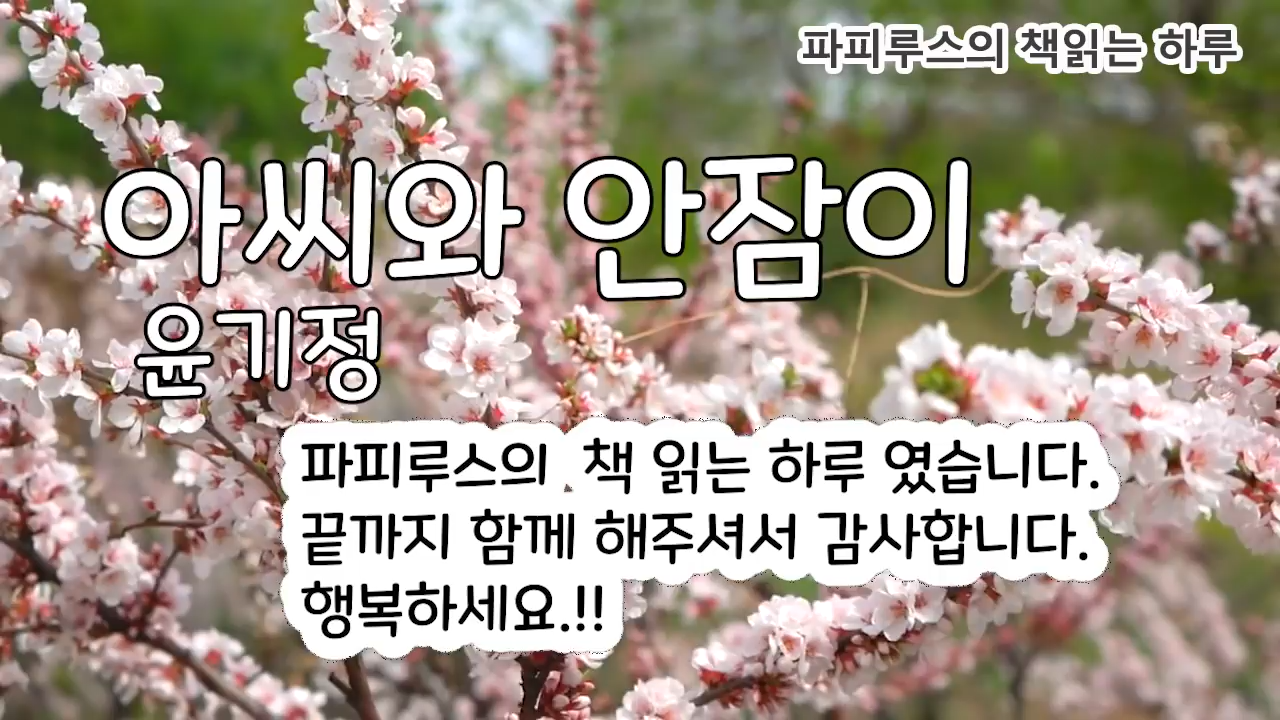 파피루스의 책읽는 하루
아씨와 안잠이
윤기정
파피루스의 책 읽는 하루 였습니다.
끝까지 함께 해주셔서 감사합니다.
행복하세요.!!